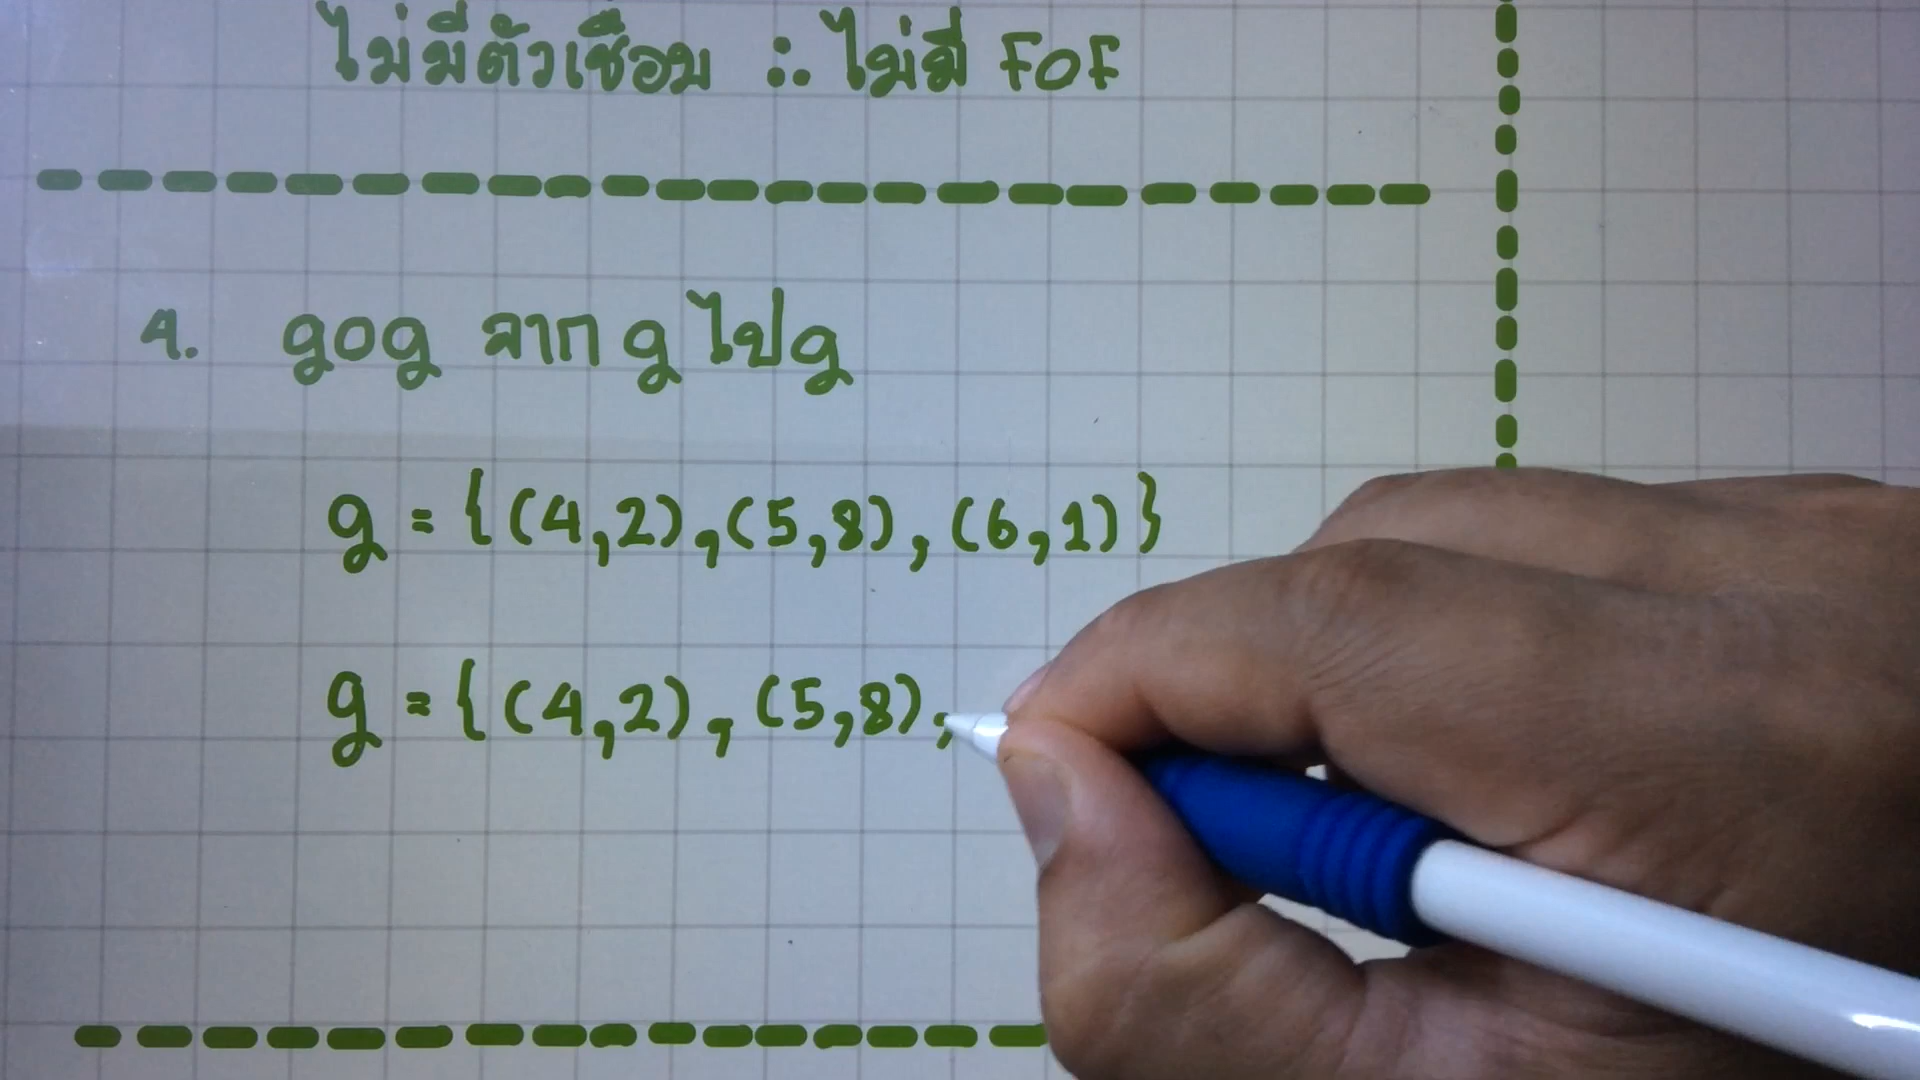 ไม่มีตัวเชื่อม ∴ ไม่มี FOF
4. gog จาก g ไป g
g = {(4,2),(5,8),(6,1)}
g = {(4,2),(5,8),